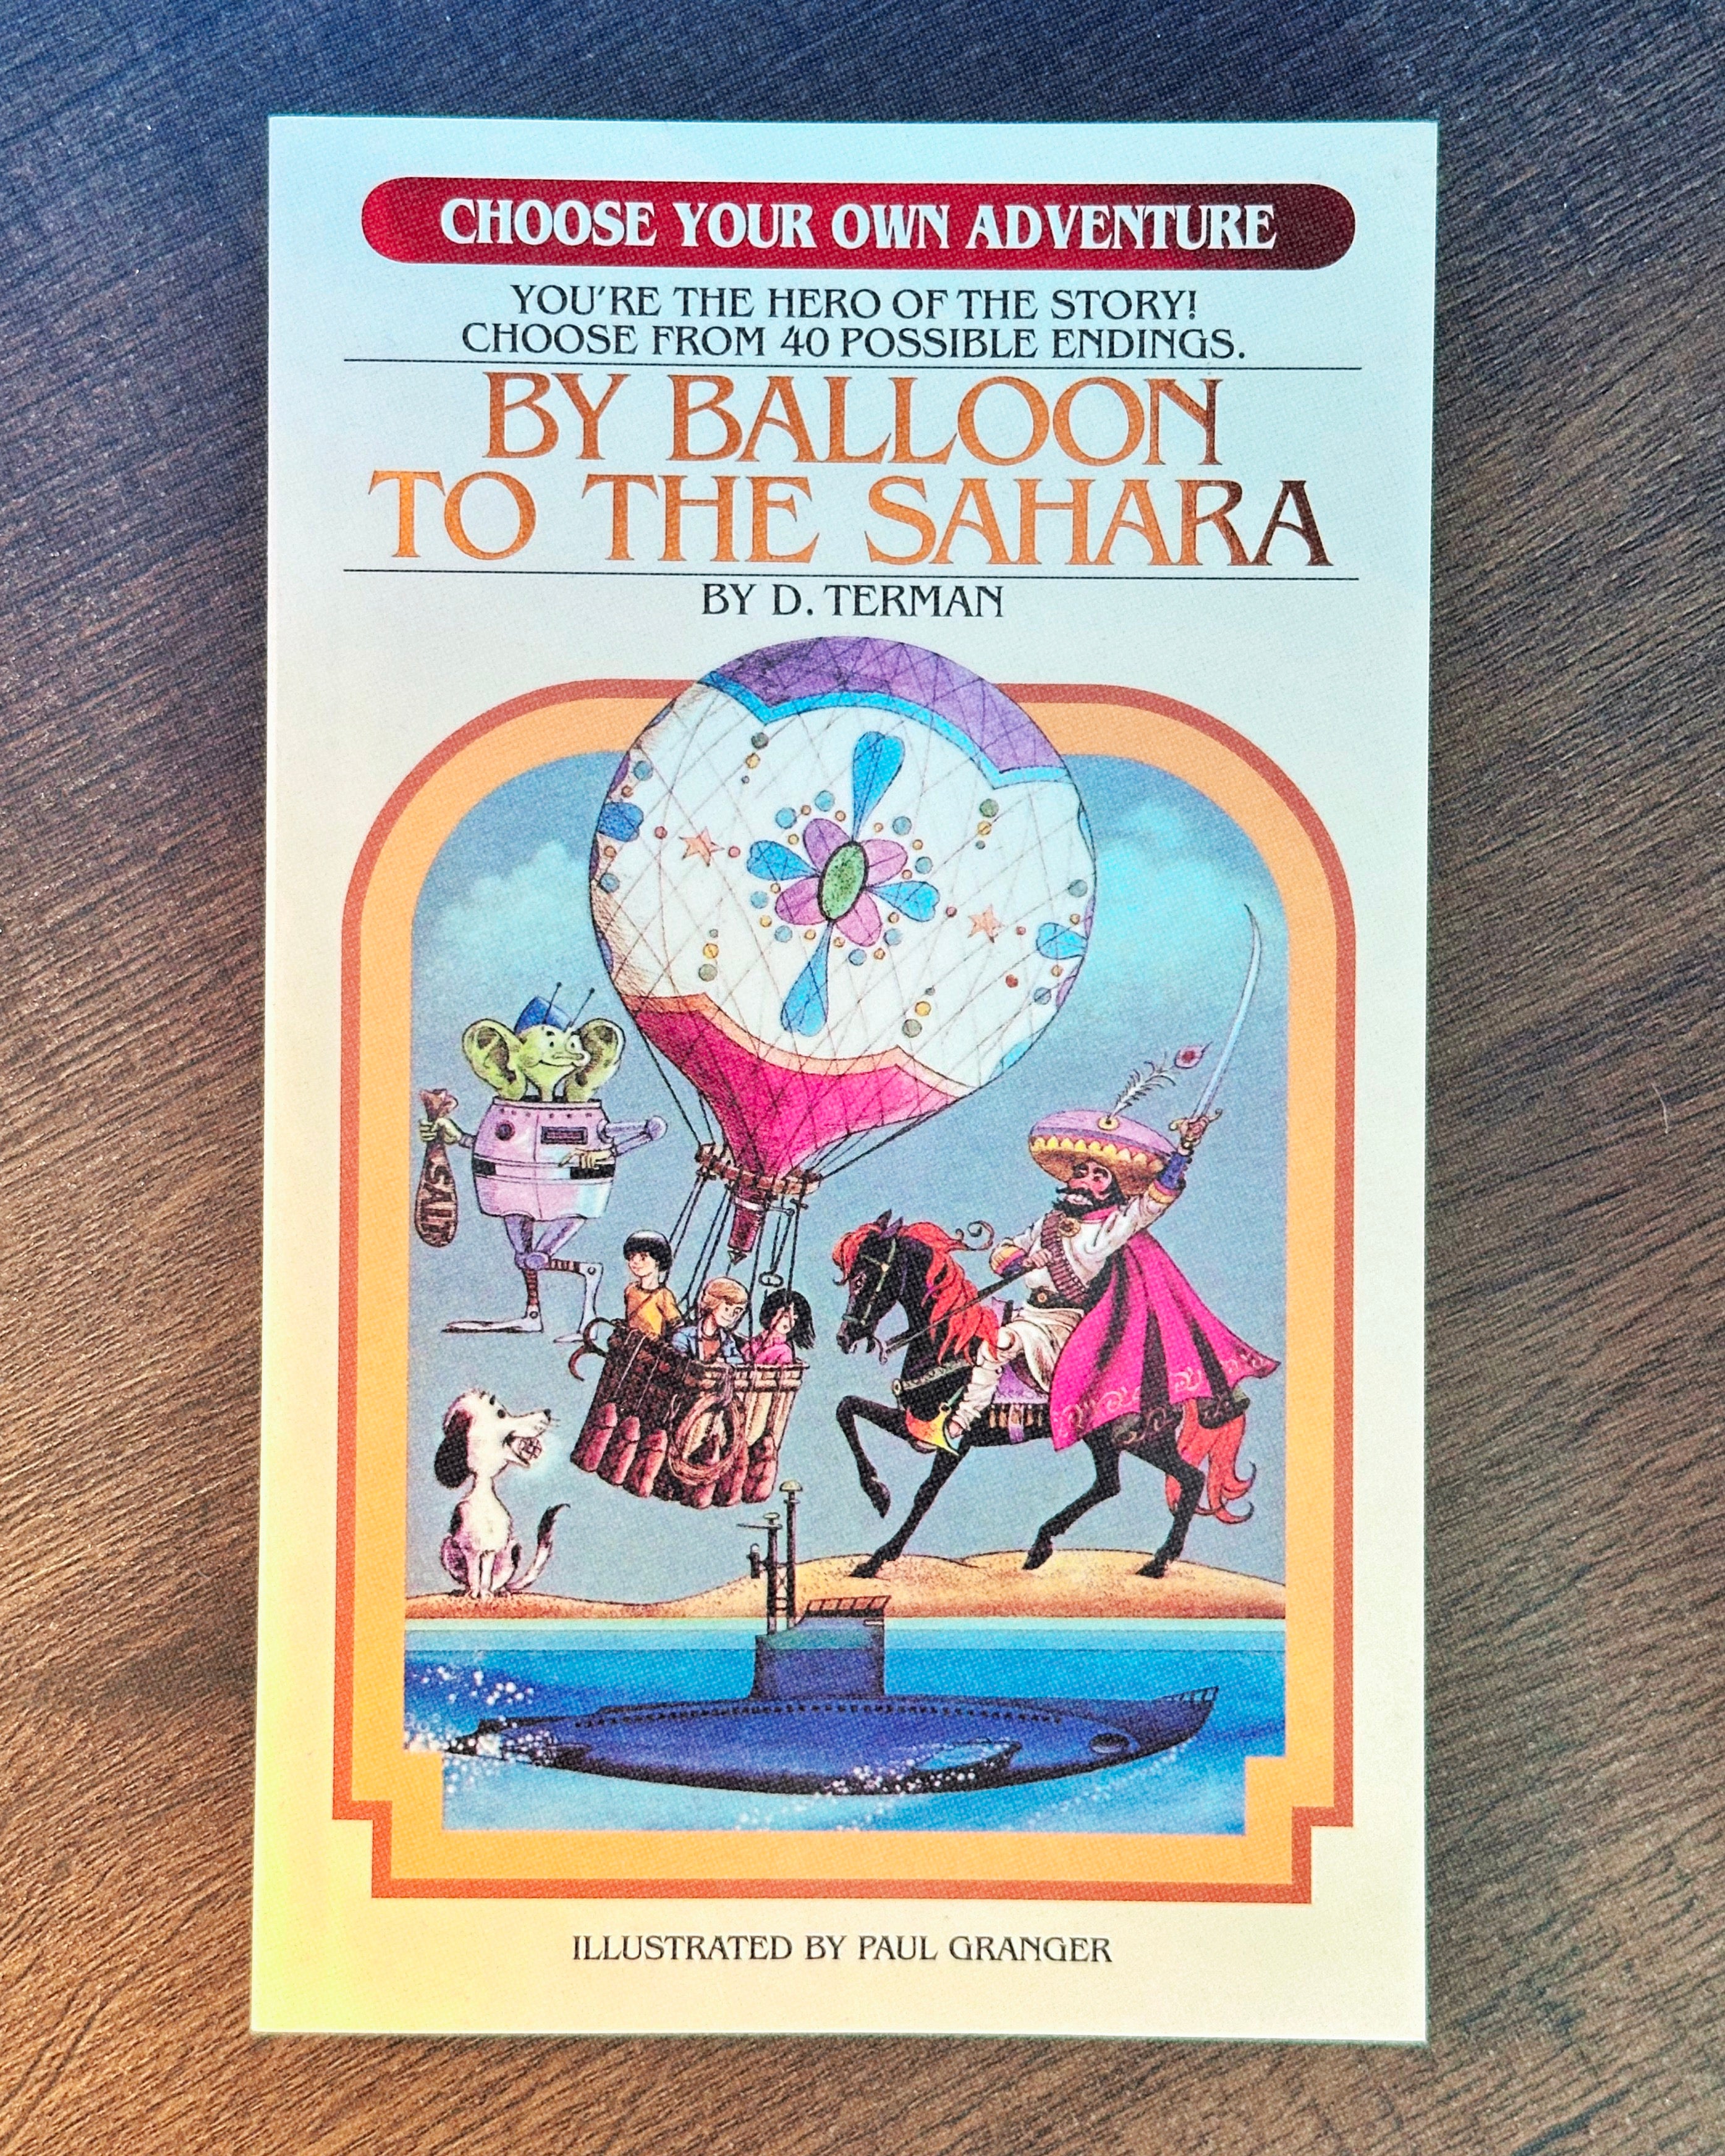 CHOOSE YOUR OWN ADVENTURE
YOU'RE THE HERO OF THE STORY!
CHOOSE FROM 40 POSSIBLE ENDINGS.
BY BALLOON
TO THE SAHARA
BY D. TERMAN
SALT
ILLUSTRATED BY PAUL GRANGER